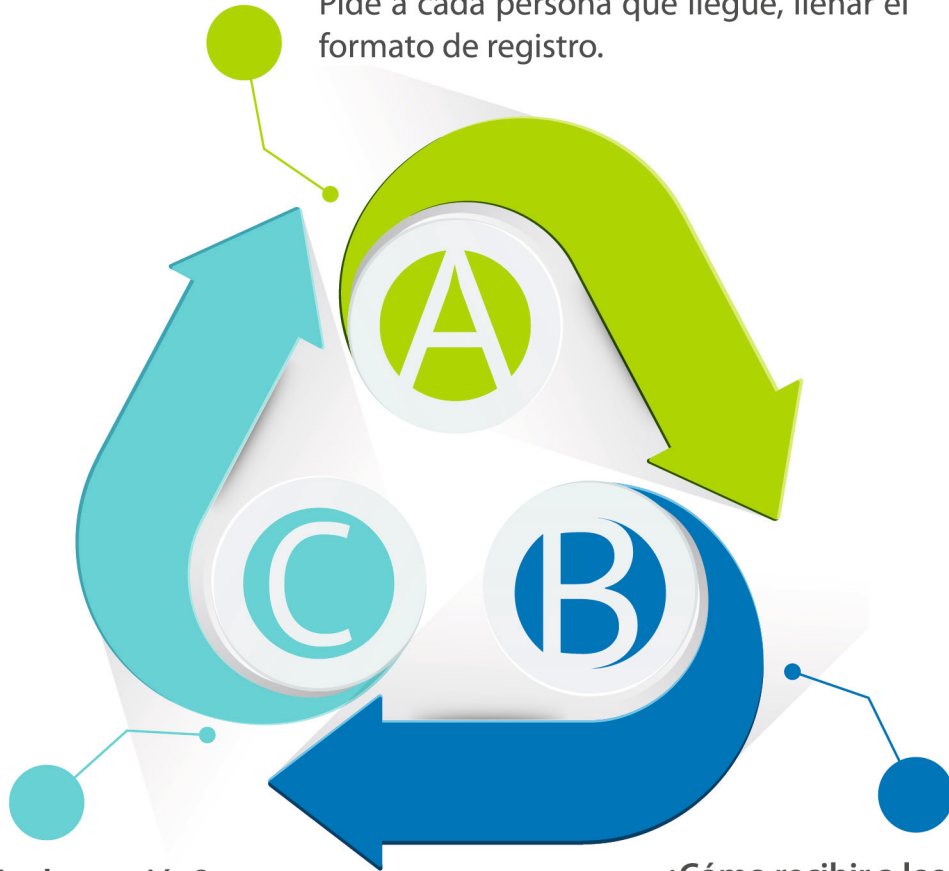 Pide a cada persona que llegue, llenar el
formato de registro.
A
C
B
¿Cómo recibir a los